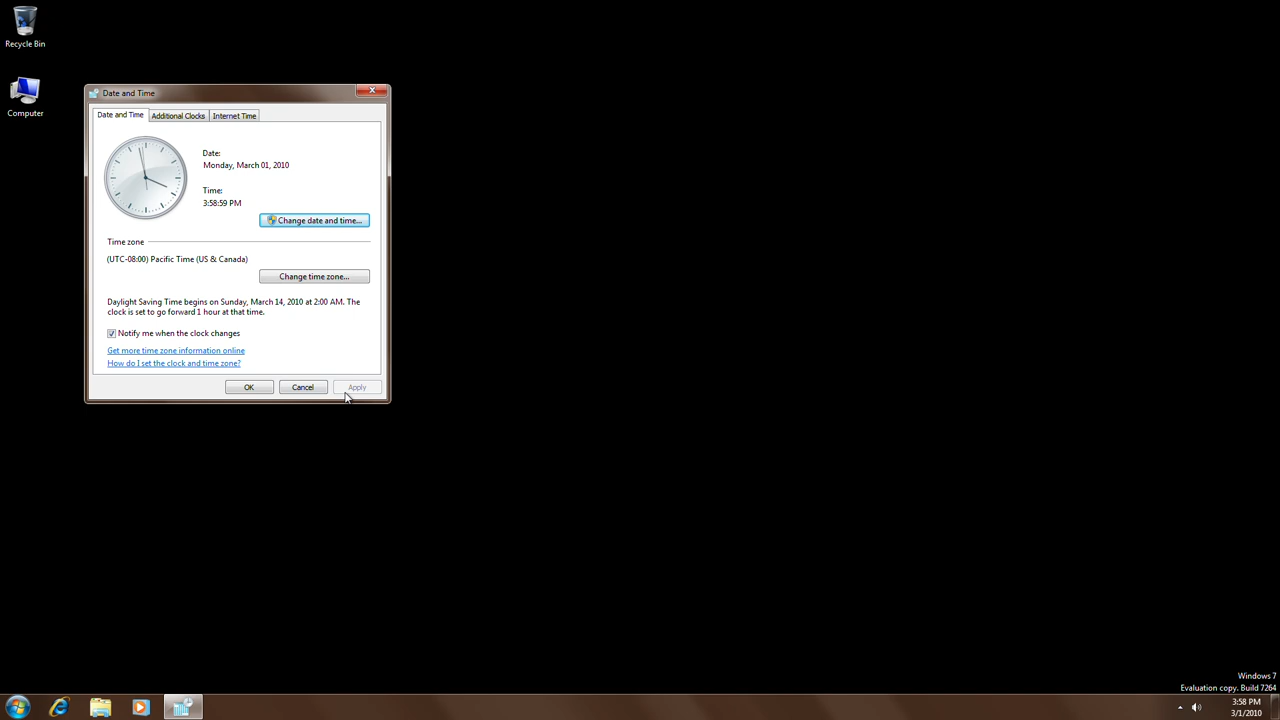 Recycle Bin
Computer
Date and Time
Date and Time
Additional Clocks
Internet Time
Date:
Monday, March 01, 2010
Time:
3:58:59 PM
Change date and time...
Time zone
(UTC-08:00) Pacific Time (US & Canada)
Change time zone...
Daylight Saving Time begins on Sunday, March 14, 2010 at 2:00 AM. The
clock is set to go forward 1 hour at that time.
Notify me when the clock changes
Get more time zone information online
How do I set the clock and time zone?
OK
Cancel
Apply
Windows 7
Evaluation copy. Build 7264
3:58 PM
3/1/2010